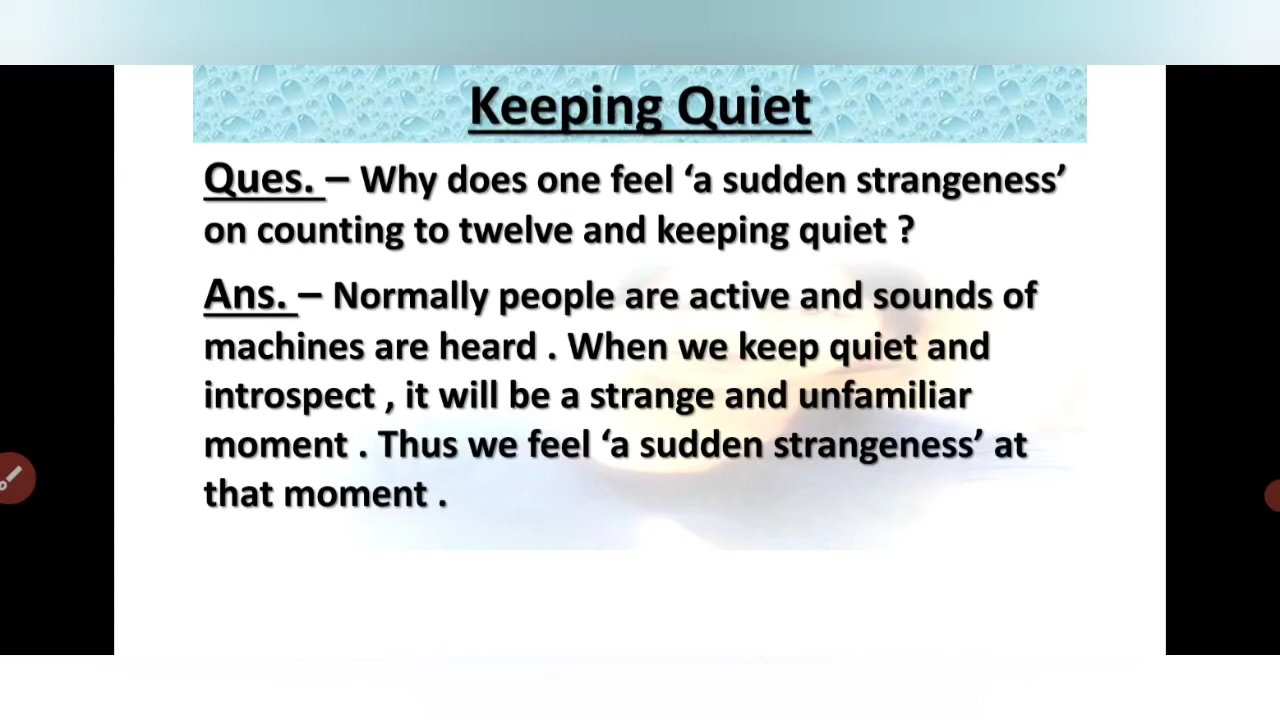 Keeping Quiet
Ques. – Why does one feel ‘a sudden strangeness’
on counting to twelve and keeping quiet ?
Ans. – Normally people are active and sounds of
machines are heard . When we keep quiet and
introspect , it will be a strange and unfamiliar
moment . Thus we feel ‘a sudden strangeness’ at
that moment .